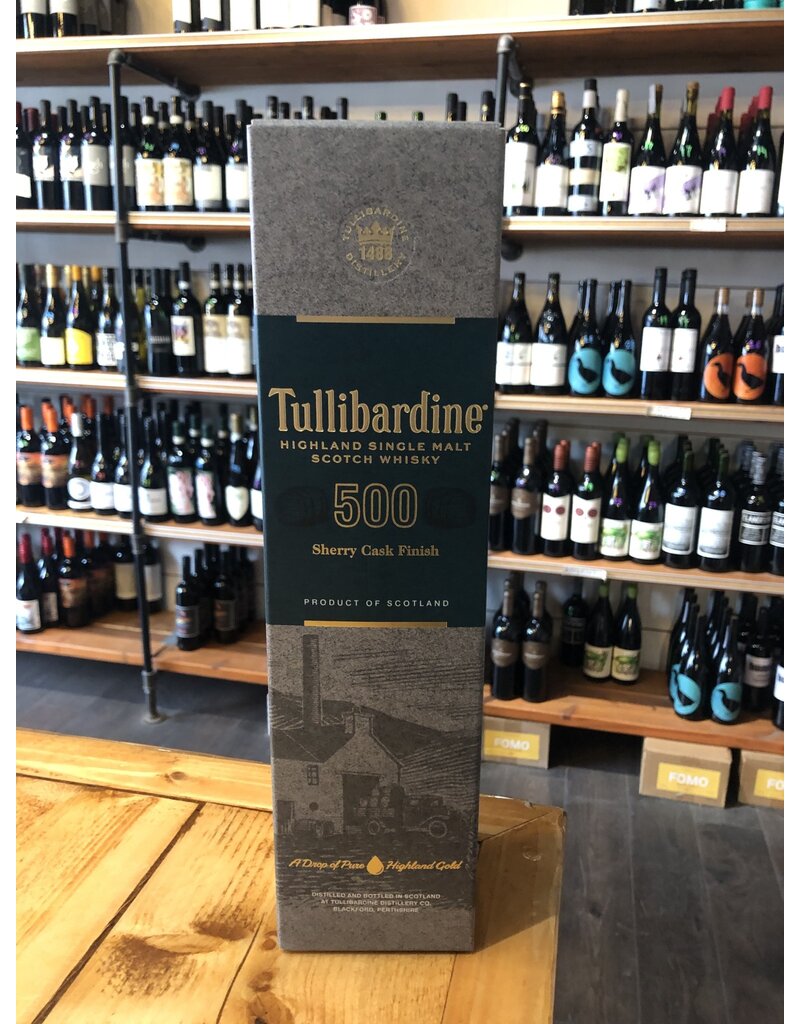 TULLIBARDINE
1488
DISTILLERY
Tullibardine®
HIGHLAND SINGLE MALT
SCOTCH WHISKY
500
Sherry Cask Finish
PRODUCT OF SCOTLAND
A Drop of Pure Highland Gold
DISTILLED AND BOTTLED IN SCOTLAND
AT TULLIBARDINE DISTILLERY CO.
BLACKFORD, PERTHSHIRE
FOMO
FOMO